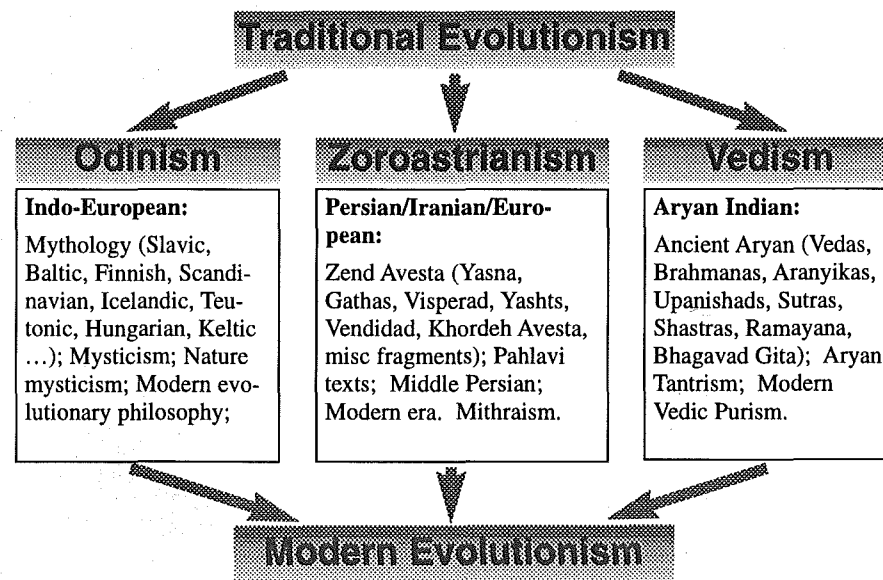 Traditional Evolutionism
Odinism
Indo-European:
Mythology (Slavic,
Baltic, Finnish, Scandi-
navian, Icelandic, Teu-
tonic, Hungarian, Keltic
…); Mysticism; Nature
mysticism; Modern evo-
lutionary philosophy;
Zoroastrianism
Persian/Iranian/Euro-
pean:
Zend Avesta (Yasna,
Gathas, Visperad, Yashts,
Vendidad, Khordeh Avesta,
misc fragments); Pahlavi
texts; Middle Persian;
Modern era. Mithraism.
Vedism
Aryan Indian:
Ancient Aryan (Vedas,
Brahmanas, Aranyikas,
Upanishads, Sutras,
Shastras, Ramayana,
Bhagavad Gita); Aryan
Tantrism; Modern
Vedic Purism.
Modern Evolutionism